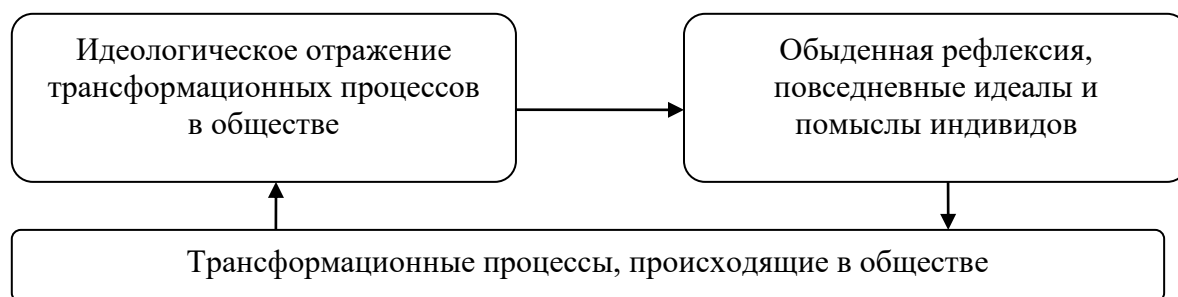 Идеологическое отражение
трансформационных процессов
в обществе
Обыденная рефлексия,
повседневные идеалы и
помыслы индивидов
Трансформационные процессы, происходящие в обществе